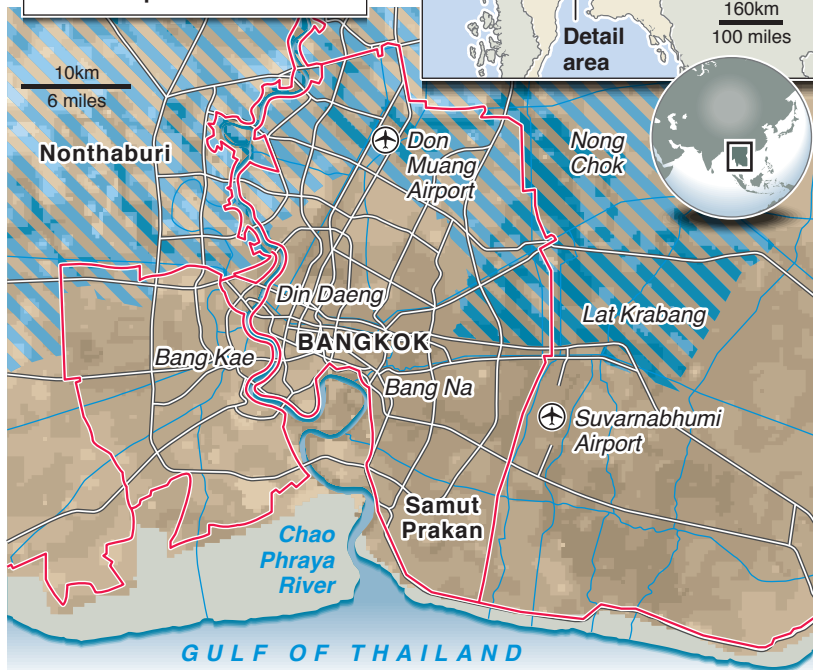 160km
100 miles
Detail
area
10km
6 miles
Nonthaburi
Don
Muang
Airport
Nong
Chok
Din Daeng
Lat Krabang
BANGKOK
Bang Kae
Bang Na
Suvarnabhumi
Airport
Samut
Prakan
Chao
Phraya
River
GULF OF THAILAND